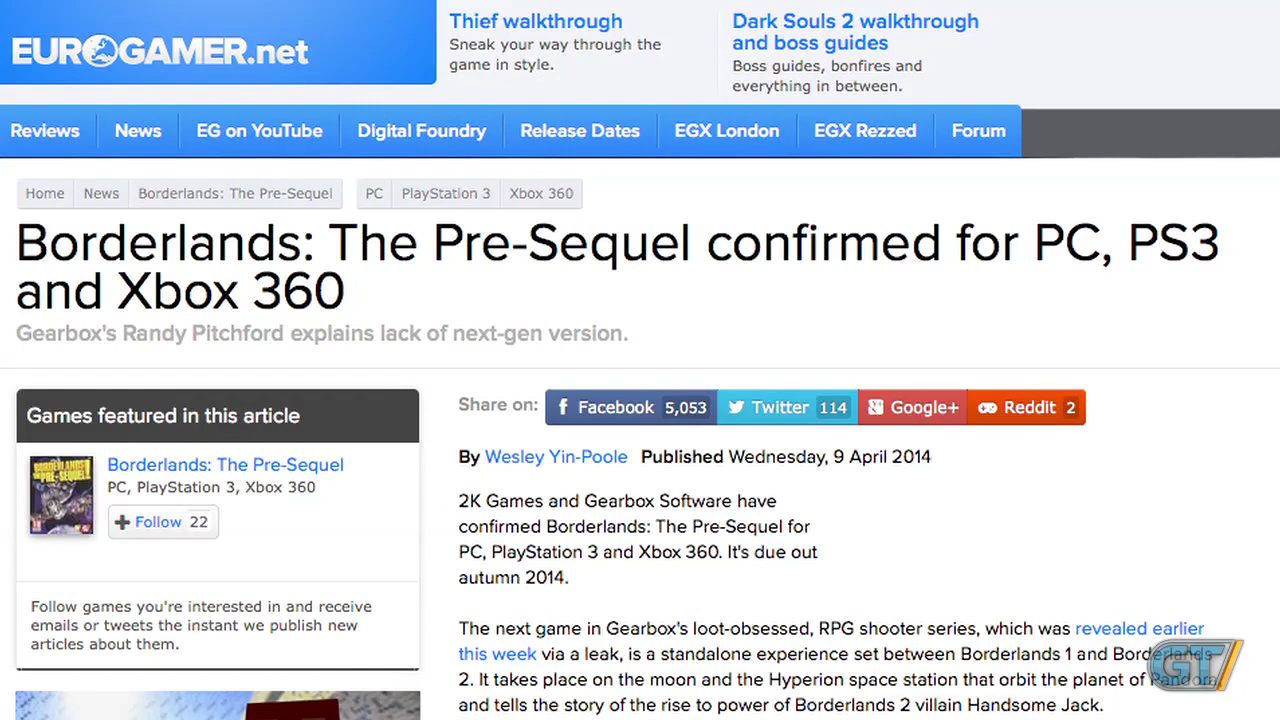 EUROGAMER.net
Thief walkthrough
Sneak your way through the
game in style.
Dark Souls 2 walkthrough
and boss guides
Boss guides, bonfires and
everything in between.
Reviews News EG on YouTube Digital Foundry Release Dates EGX London EGX Rezzed Forum
Home News Borderlands: The Pre-Sequel PC PlayStation 3 Xbox 360
Borderlands: The Pre-Sequel confirmed for PC, PS3
and Xbox 360
Gearbox's Randy Pitchford explains lack of next-gen version.
Games featured in this article
BORDERLANDS
THE PRE-SEQUEL!
Borderlands: The Pre-Sequel
PC, PlayStation 3, Xbox 360
Follow 22
Follow games you're interested in and receive
emails or tweets the instant we publish new
articles about them.
Share on: Facebook 5,053 Twitter 114 Google+ Reddit 2
By Wesley Yin-Poole Published Wednesday, 9 April 2014
2K Games and Gearbox Software have
confirmed Borderlands: The Pre-Sequel for
PC, PlayStation 3 and Xbox 360. It's due out
autumn 2014.
The next game in Gearbox's loot-obsessed, RPG shooter series, which was revealed earlier
this week via a leak, is a standalone experience set between Borderlands 1 and Borderlands
2. It takes place on the moon and the Hyperion space station that orbit the planet of Pandora,
and tells the story of the rise to power of Borderlands 2 villain Handsome Jack.
GT